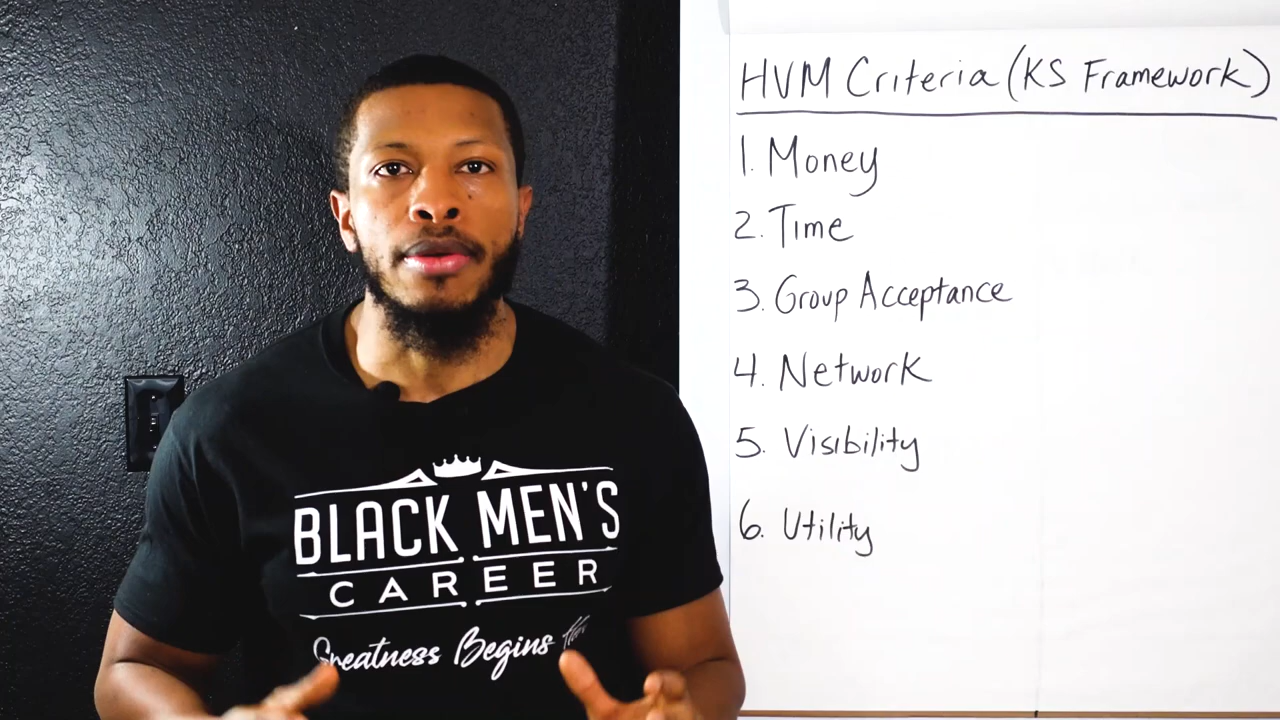 HVM Criteria (KS Framework)
1. Money
2. Time
3. Group Acceptance
4. Network
5. Visibility
6. Utility
BLACK MEN'S
CAREER
Greatness Begins